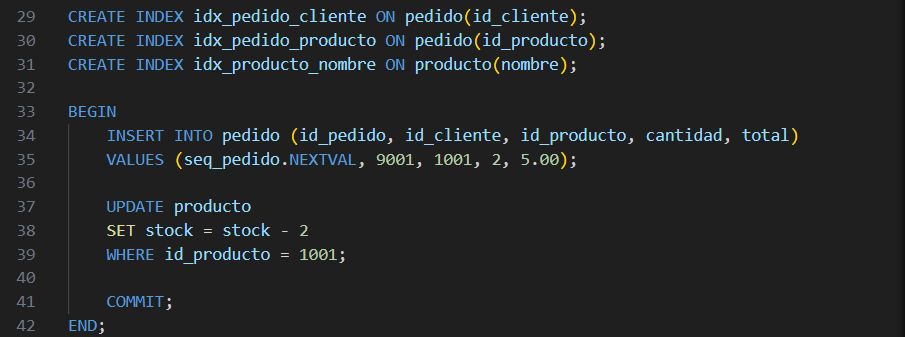 29 CREATE INDEX idx_pedido_cliente ON pedido(id_cliente);
30 CREATE INDEX idx_pedido_producto ON pedido(id_producto);
31 CREATE INDEX idx_producto_nombre ON producto(nombre);
32
33 BEGIN
34     INSERT INTO pedido (id_pedido, id_cliente, id_producto, cantidad, total)
35     VALUES (seq_pedido.NEXTVAL, 9001, 1001, 2, 5.00);
36
37     UPDATE producto
38     SET stock = stock - 2
39     WHERE id_producto = 1001;
40
41     COMMIT;
42 END;